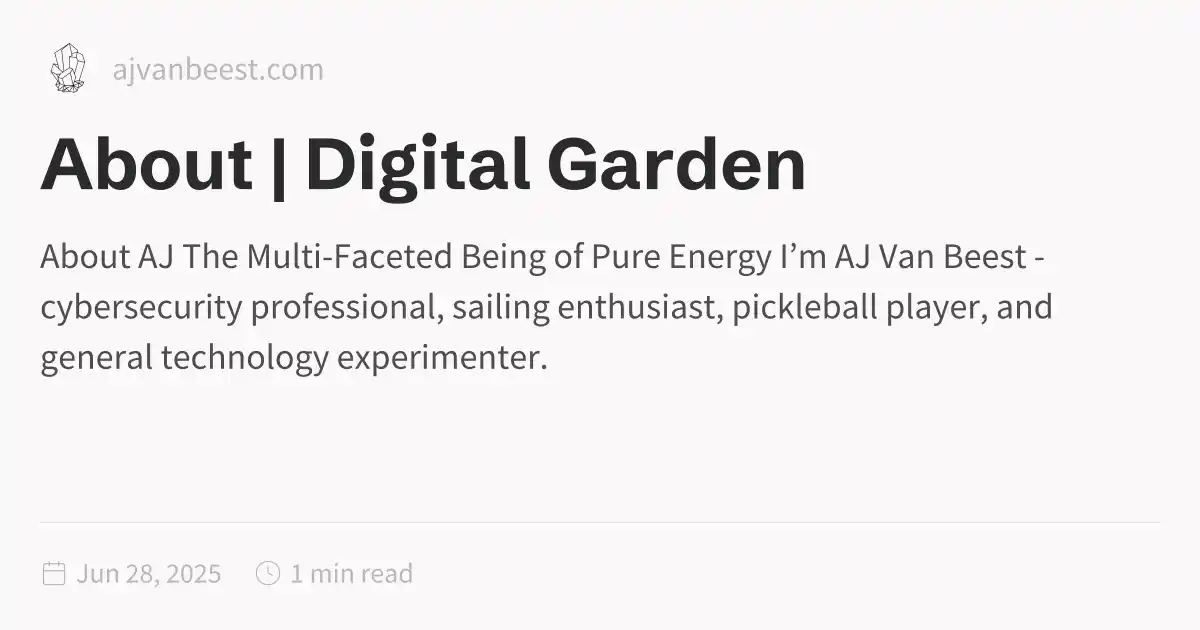 ajvanbeest.com
About | Digital Garden
About AJ The Multi-Faceted Being of Pure Energy I’m AJ Van Beest -
cybersecurity professional, sailing enthusiast, pickleball player, and
general technology experimenter.
Jun 28, 2025 1 min read